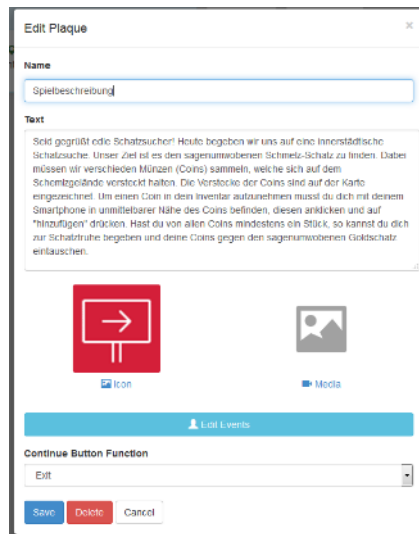 Edit Plaque
×
Name
Spielbeschreibung
Text
Seid gegrüßt edle Schatzsucher! Heute begeben wir uns auf eine innerstädtische
Schatzsuche. Unser Ziel ist es den sagenumwobenen Schmelz-Schatz zu finden. Dabei
müssen wir verschieden Münzen (Coins) sammeln, welche sich auf dem
Schemlzgelände versteckt halten. Die Verstecke der Coins sind auf der Karte
eingezeichnet. Um einen Coin in dein Inventar aufzunehmen musst du dich mit deinem
Smartphone in unmittelbarer Nähe des Coins befinden, diesen anklicken und auf
"hinzufügen" drücken. Hast du von allen Coins mindestens ein Stück, so kannst du dich
zur Schatztruhe begeben und deine Coins gegen den sagenumwobenen Goldschatz
eintauschen.
Icon
Media
Edit Events
Continue Button Function
Exit
Save Delete Cancel